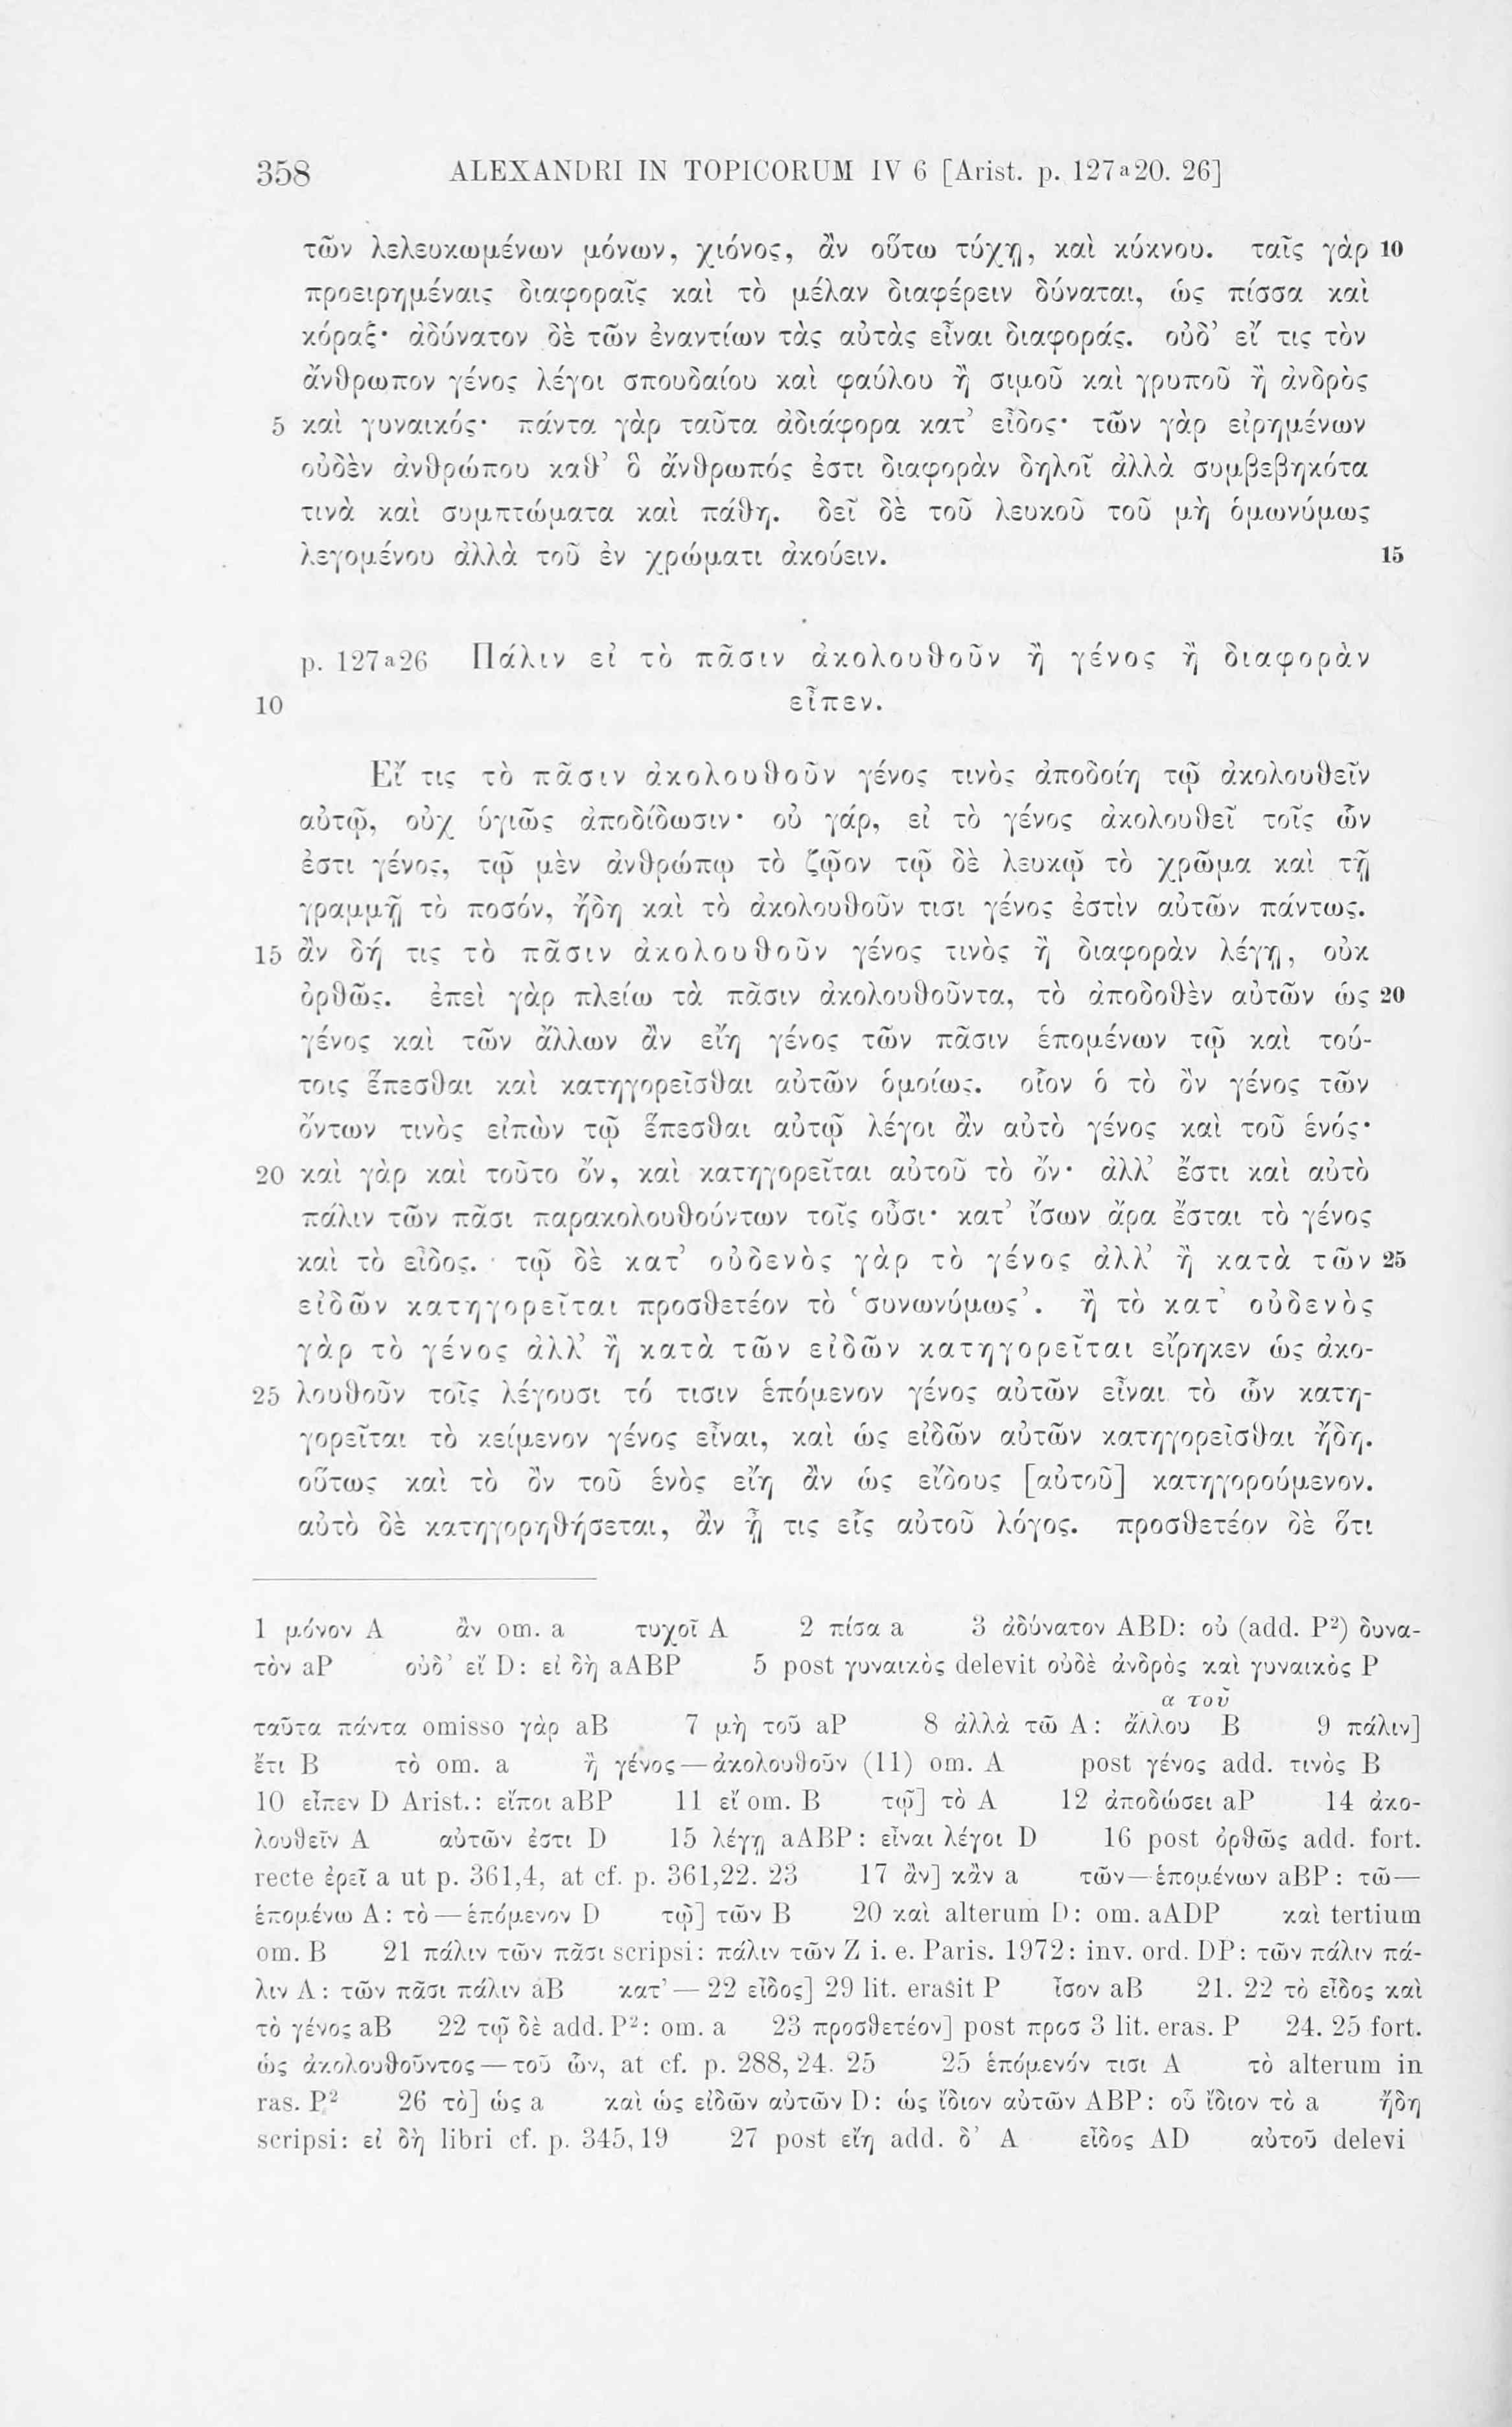 358 ALEXANDRI IN TOPICORUM IV 6 [Arist. p. 127ª20. 26]
τῶν λελευκωμένων μόνων, χιόνος, ἂν οὕτω τύχῃ, καὶ κύκνου. ταῖς γὰρ 10
προειρημέναις διαφοραῖς καὶ τὸ μέλαν διαφέρειν δύναται, ὡς πίσσα καὶ
κόραξ· ἀδύνατον δὲ τῶν ἐναντίων τὰς αὐτὰς εἶναι διαφοράς. οὐδ’ εἴ τις τὸν
ἄνθρωπον γένος λέγοι σπουδαίου καὶ φαύλου ἢ σιμοῦ καὶ γρυποῦ ἢ ἀνδρὸς
5 καὶ γυναικός· πάντα γὰρ ταῦτα ἀδιάφορα κατ’ εἶδος· τῶν γὰρ εἰρημένων
οὐδὲν ἀνθρώπου καθ’ ὃ ἄνθρωπός ἐστι διαφορὰν δηλοῖ ἀλλὰ συμβεβηκότα
τινὰ καὶ συμπτώματα καὶ πάθη. δεῖ δὲ τοῦ λευκοῦ τοῦ μὴ ὁμωνύμως
λεγομένου ἀλλὰ τοῦ ἐν χρώματι ἀκούειν. 15
p. 127ª26 Πάλιν εἰ τὸ πᾶσιν ἀκολουθοῦν ἢ γένος ἢ διαφορὰν
10 εἶπεν.
Εἴ τις τὸ πᾶσιν ἀκολουθοῦν γένος τινὸς ἀποδοίη τῷ ἀκολουθεῖν
αὐτῷ, οὐχ ὑγιῶς ἀποδίδωσιν· οὐ γάρ, εἰ τὸ γένος ἀκολουθεῖ τοῖς ὧν
ἐστι γένος, τῷ μὲν ἀνθρώπῳ τὸ ζῷον τῷ δὲ λευκῷ τὸ χρῶμα καὶ τῇ
γραμμῇ τὸ ποσόν, ἤδη καὶ τὸ ἀκολουθοῦν τισι γένος ἐστὶν αὐτῶν πάντως.
15 ἂν δή τις τὸ πᾶσιν ἀκολουθοῦν γένος τινὸς ἢ διαφορὰν λέγῃ, οὐκ
ὀρθῶς. ἐπεὶ γὰρ πλείω τὰ πᾶσιν ἀκολουθοῦντα, τὸ ἀποδοθὲν αὐτῶν ὡς 20
γένος καὶ τῶν ἄλλων ἂν εἴη γένος τῶν πᾶσιν ἑπομένων τῷ καὶ τού-
τοις ἕπεσθαι καὶ κατηγορεῖσθαι αὐτῶν ὁμοίως. οἷον ὁ τὸ ὂν γένος τῶν
ὄντων τινὸς εἰπὼν τῷ ἕπεσθαι αὐτῷ λέγοι ἂν αὐτὸ γένος καὶ τοῦ ἑνός·
20 καὶ γὰρ καὶ τοῦτο ὄν, καὶ κατηγορεῖται αὐτοῦ τὸ ὄν· ἀλλ’ ἔστι καὶ αὐτὸ
πάλιν τῶν πᾶσι παρακολουθούντων τοῖς οὖσι· κατ’ ἴσων ἄρα ἔσται τὸ γένος
καὶ τὸ εἶδος. τῷ δὲ κατ’ οὐδενὸς γὰρ τὸ γένος ἀλλ’ ἢ κατὰ τῶν 25
εἰδῶν κατηγορεῖται προσθετέον τὸ ‘συνωνύμως’. ἢ τὸ κατ’ οὐδενὸς
γὰρ τὸ γένος ἀλλ’ ἢ κατὰ τῶν εἰδῶν κατηγορεῖται εἴρηκεν ὡς ἀκο-
25 λουθοῦν τοῖς λέγουσι τό τισιν ἑπόμενον γένος αὐτῶν εἶναι τὸ ὧν κατη-
γορεῖται τὸ κείμενον γένος εἶναι, καὶ ὡς εἰδῶν αὐτῶν κατηγορεῖσθαι ἤδη.
οὕτως καὶ τὸ ὂν τοῦ ἑνὸς εἴη ἂν ὡς εἴδους [αὐτοῦ] κατηγορούμενον.
αὐτὸ δὲ κατηγορηθήσεται, ἂν ᾖ τις εἷς αὐτοῦ λόγος. προσθετέον δὲ ὅτι
1 μόνον A ἂν om. a τυχοῖ A 2 πίσα a 3 ἀδύνατον ABD: οὐ (add. P²) δυνα-
τὸν aP οὐδ’ εἴ D: εἰ δὴ aABP 5 post γυναικὸς delevit οὐδὲ ἀνδρὸς καὶ γυναικὸς P
α τοῦ
ταῦτα πάντα omisso γὰρ aB 7 μὴ τοῦ aP 8 ἀλλὰ τῶ A: ἄλλου B 9 πάλιν]
ἔτι B τὸ om. a ἢ γένος — ἀκολουθοῦν (11) om. A post γένος add. τινὸς B
10 εἶπεν D Arist.: εἴποι aBP 11 εἴ om. B τῷ] τὸ A 12 ἀποδώσει aP 14 ἀκο-
λουθεῖν A αὐτῶν ἐστι D 15 λέγῃ aABP: εἶναι λέγοι D 16 post ὀρθῶς add. fort.
recte ἐρεῖ a ut p. 361,4, at cf. p. 361,22. 23 17 ἂν] κἂν a τῶν—ἑπομένων aBP: τῶ—
ἑπομένω A: τὸ — ἑπόμενον D τῷ] τῶν B 20 καὶ alterum D: om. aADP καὶ tertium
om. B 21 πάλιν τῶν πᾶσι scripsi: πάλιν τῶν Z i. e. Paris. 1972: inv. ord. DP: τῶν πάλιν πά-
λιν A: τῶν πᾶσι πάλιν aB κατ’ — 22 εἶδος] 29 lit. erasit P ἴσον aB 21. 22 τὸ εἶδος καὶ
τὸ γένος aB 22 τῷ δὲ add. P²: om. a 23 προσθετέον] post προσ 3 lit. eras. P 24. 25 fort.
ὡς ἀκολουθοῦντος — τοῦ ὧν, at cf. p. 288, 24. 25 25 ἑπόμενόν τισι A τὸ alterum in
ras. P² 26 τὸ] ὡς a καὶ ὡς εἰδῶν αὐτῶν D: ὡς ἴδιον αὐτῶν ABP: οὗ ἴδιον τὸ a ἤδη
scripsi: εἰ δὴ libri cf. p. 345,19 27 post εἴη add. δ’ A εἶδος AD αὐτοῦ delevi